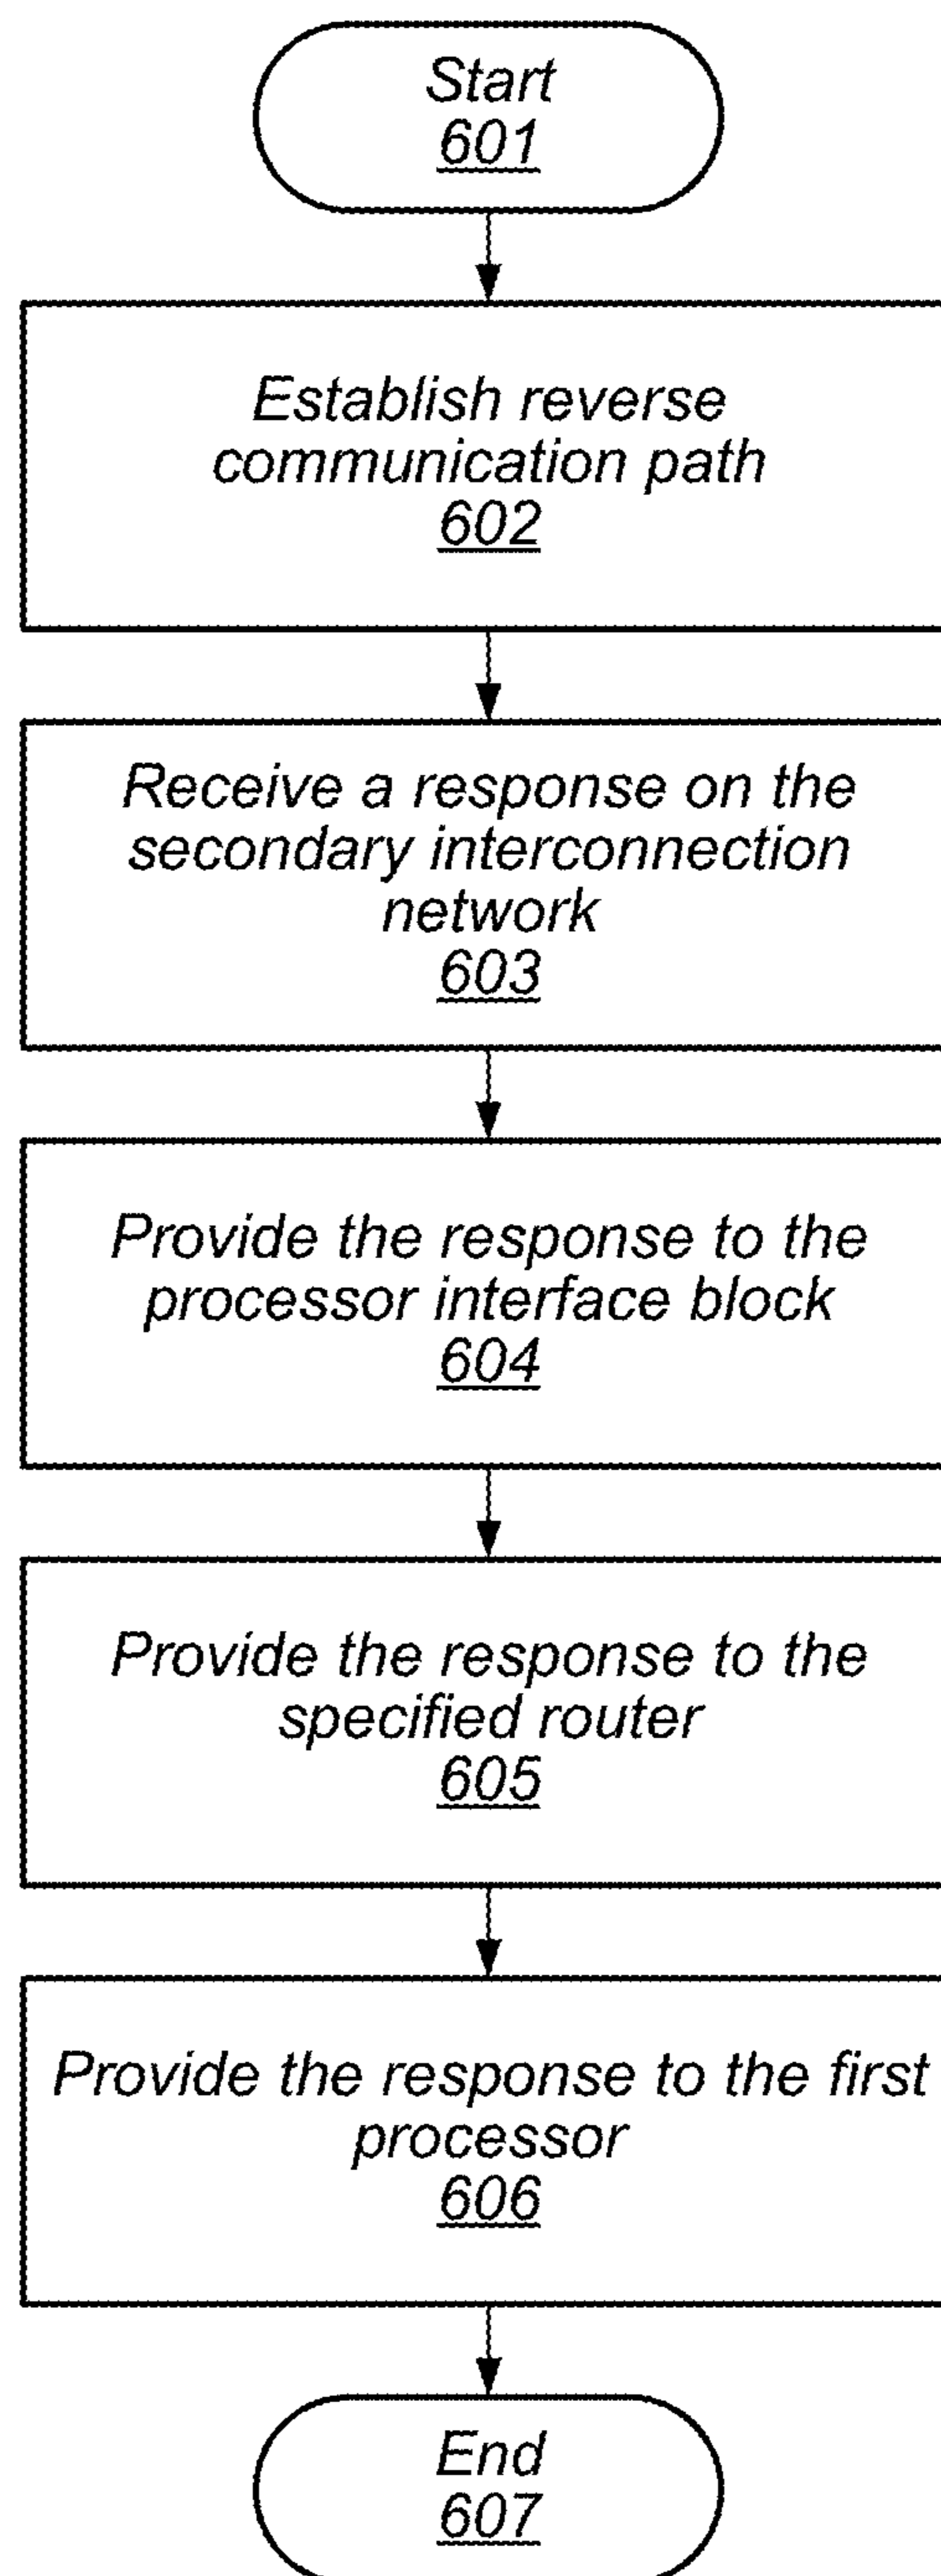 Start
601
Establish reverse
communication path
602
Receive a response on the
secondary interconnection
network
603
Provide the response to the
processor interface block
604
Provide the response to the
specified router
605
Provide the response to the first
processor
606
End
607